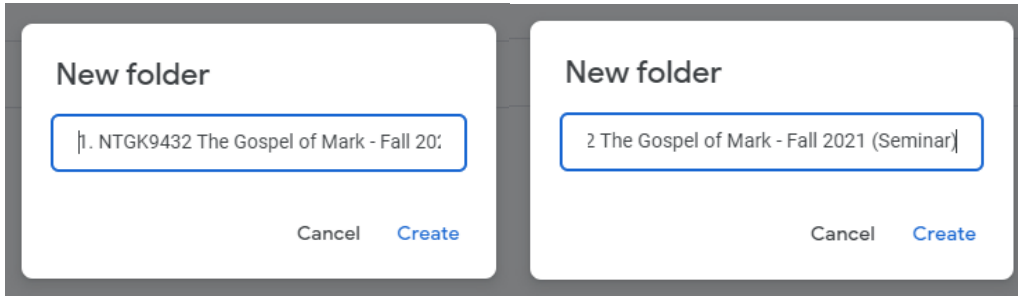 New folder
1. NTGK9432 The Gospel of Mark - Fall 202
Cancel Create
New folder
2 The Gospel of Mark - Fall 2021 (Seminar)
Cancel Create